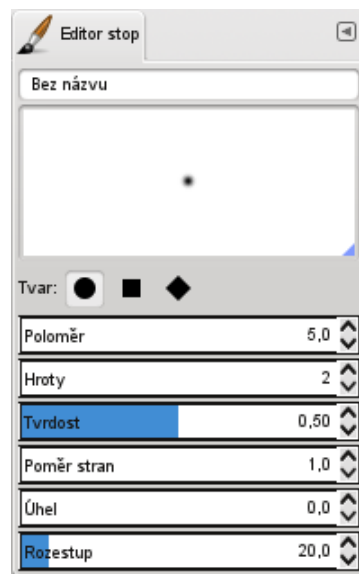 Editor stop
Bez názvu
Tvar:
Poloměr 5,0
Hroty 2
Tvrdost 0,50
Poměr stran 1,0
Úhel 0,0
Rozestup 20,0